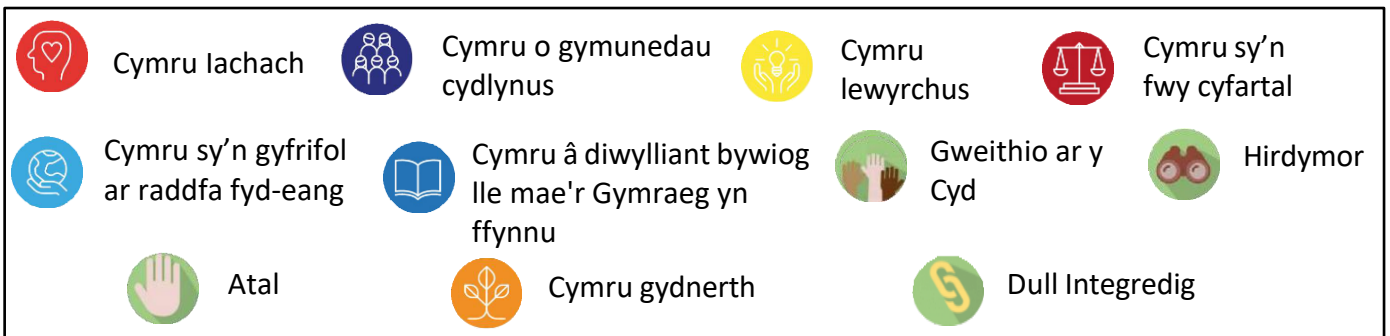 Cymru Iachach
Cymru o gymunedau
cydlynus
Cymru
lewyrchus
Cymru sy’n
fwy cyfartal
Cymru sy’n gyfrifol
ar raddfa fyd-eang
Cymru â diwylliant bywiog
lle mae'r Gymraeg yn
ffynnu
Gweithio ar y
Cyd
Hirdymor
Atal
Cymru gydnerth
Dull Integredig